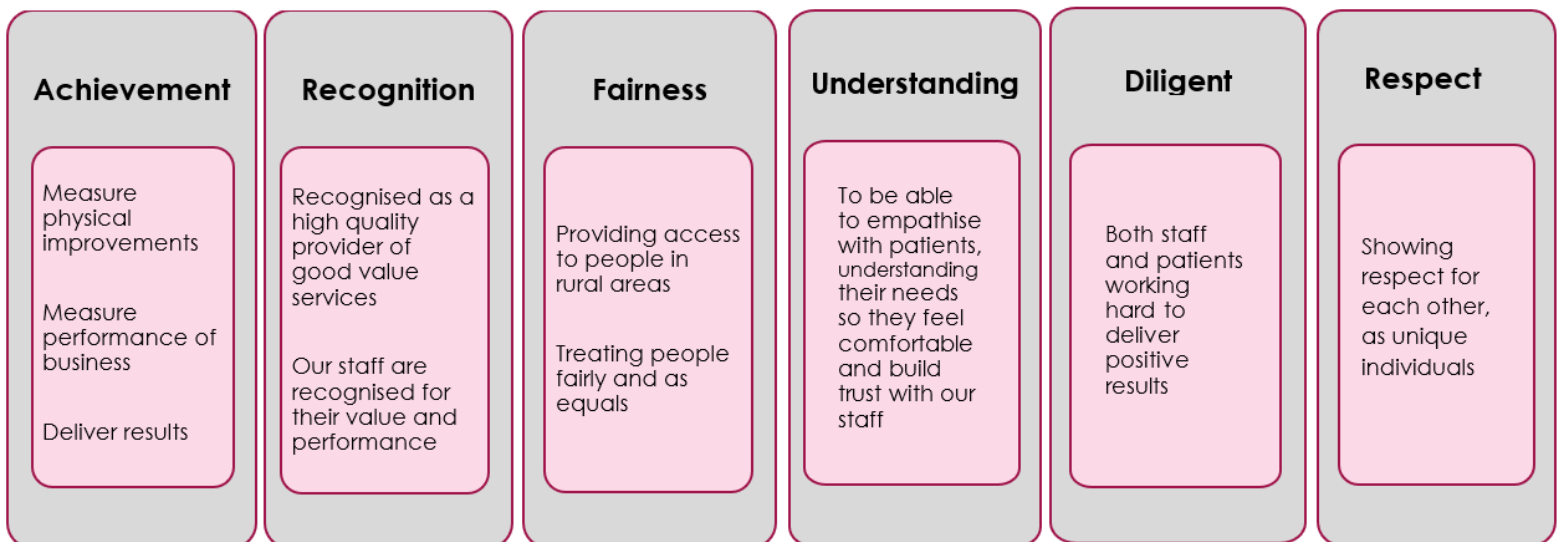 Achievement
Measure
physical
improvements
Measure
performance of
business
Deliver results
Recognition
Recognised as a
high quality
provider of
good value
services
Our staff are
recognised for
their value and
performance
Fairness
Providing access
to people in
rural areas
Treating people
fairly and as
equals
Understanding
To be able
to empathise
with patients,
understanding
their needs
so they feel
comfortable
and build
trust with our
staff
Diligent
Both staff
and patients
working
hard to
deliver
positive
results
Respect
Showing
respect for
each other,
as unique
individuals